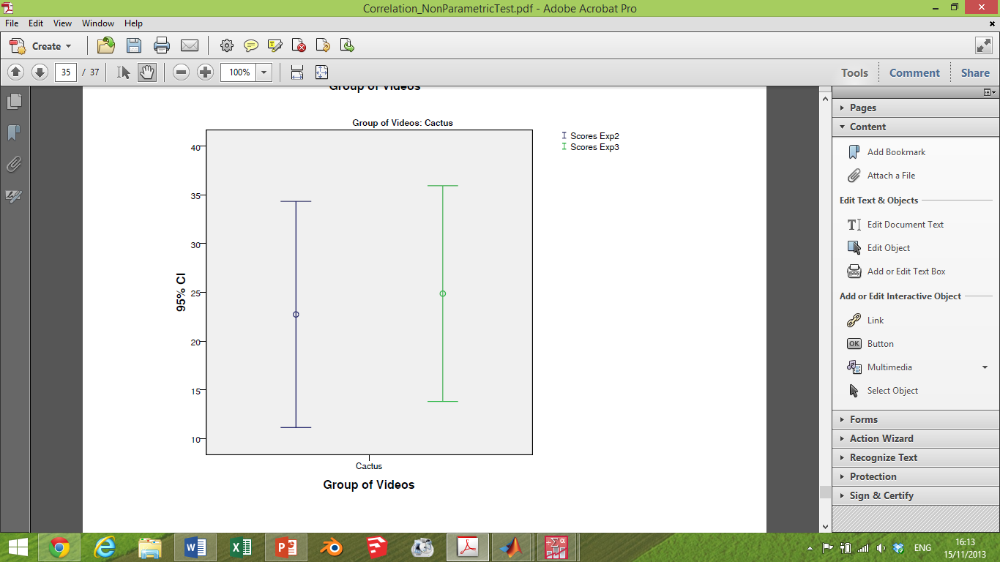 Correlation_NonParametricTest.pdf - Adobe Acrobat Pro
File Edit View Window Help
Create
35 / 37 100% Tools Comment Share
Group of Videos
Group of Videos: Cactus
Scores Exp2
Scores Exp3
40
35
30
25
20
15
10
95% CI
Cactus
Group of Videos
Pages
Content
Add Bookmark
Attach a File
Edit Text & Objects
Edit Document Text
Edit Object
Add or Edit Text Box
Add or Edit Interactive Object
Link
OK Button
Multimedia
Select Object
Forms
Action Wizard
Recognize Text
Protection
Sign & Certify
ENG 16:13
15/11/2013